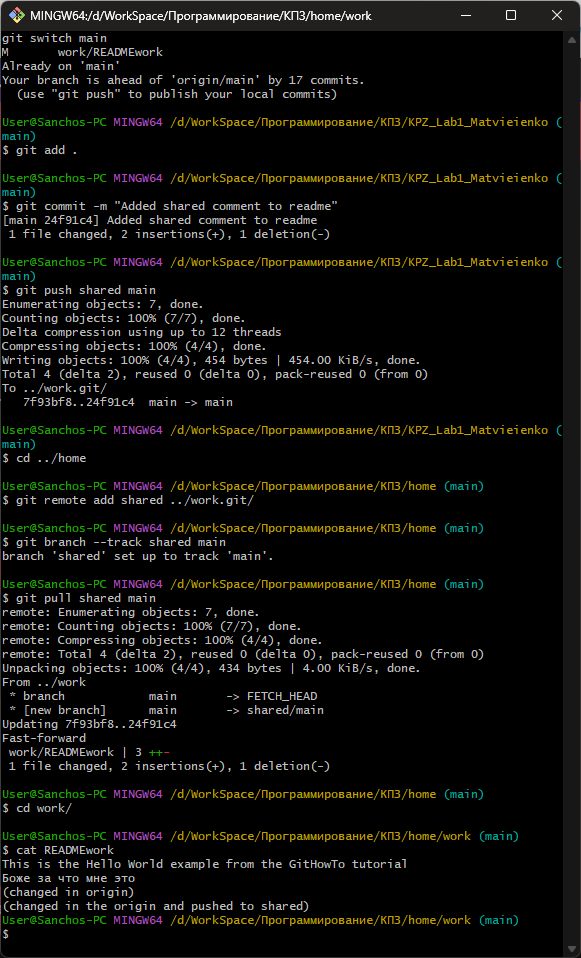 MINGW64:/d/WorkSpace/Программирование/КПЗ/home/work
git switch main
M       work/READMEwork
Already on 'main'
Your branch is ahead of 'origin/main' by 17 commits.
  (use "git push" to publish your local commits)
User@Sanchos-PC MINGW64 /d/WorkSpace/Программирование/КПЗ/KPZ_Lab1_Matvieienko (
main)
$ git add .
User@Sanchos-PC MINGW64 /d/WorkSpace/Программирование/КПЗ/KPZ_Lab1_Matvieienko (
main)
$ git commit -m "Added shared comment to readme"
[main 24f91c4] Added shared comment to readme
 1 file changed, 2 insertions(+), 1 deletion(-)
User@Sanchos-PC MINGW64 /d/WorkSpace/Программирование/КПЗ/KPZ_Lab1_Matvieienko (
main)
$ git push shared main
Enumerating objects: 7, done.
Counting objects: 100% (7/7), done.
Delta compression using up to 12 threads
Compressing objects: 100% (4/4), done.
Writing objects: 100% (4/4), 454 bytes | 454.00 KiB/s, done.
Total 4 (delta 2), reused 0 (delta 0), pack-reused 0 (from 0)
To ../work.git/
   7f93bf8..24f91c4  main -> main
User@Sanchos-PC MINGW64 /d/WorkSpace/Программирование/КПЗ/KPZ_Lab1_Matvieienko (
main)
$ cd ../home
User@Sanchos-PC MINGW64 /d/WorkSpace/Программирование/КПЗ/home (main)
$ git remote add shared ../work.git/
User@Sanchos-PC MINGW64 /d/WorkSpace/Программирование/КПЗ/home (main)
$ git branch --track shared main
branch 'shared' set up to track 'main'.
User@Sanchos-PC MINGW64 /d/WorkSpace/Программирование/КПЗ/home (main)
$ git pull shared main
remote: Enumerating objects: 7, done.
remote: Counting objects: 100% (7/7), done.
remote: Compressing objects: 100% (4/4), done.
remote: Total 4 (delta 2), reused 0 (delta 0), pack-reused 0 (from 0)
Unpacking objects: 100% (4/4), 434 bytes | 4.00 KiB/s, done.
From ../work
 * branch            main       -> FETCH_HEAD
 * [new branch]      main       -> shared/main
Updating 7f93bf8..24f91c4
Fast-forward
 work/READMEwork | 3 ++-
 1 file changed, 2 insertions(+), 1 deletion(-)
User@Sanchos-PC MINGW64 /d/WorkSpace/Программирование/КПЗ/home (main)
$ cd work/
User@Sanchos-PC MINGW64 /d/WorkSpace/Программирование/КПЗ/home/work (main)
$ cat READMEwork
This is the Hello World example from the GitHowTo tutorial
Боже за что мне это
(changed in origin)
(changed in the origin and pushed to shared)
User@Sanchos-PC MINGW64 /d/WorkSpace/Программирование/КПЗ/home/work (main)
$